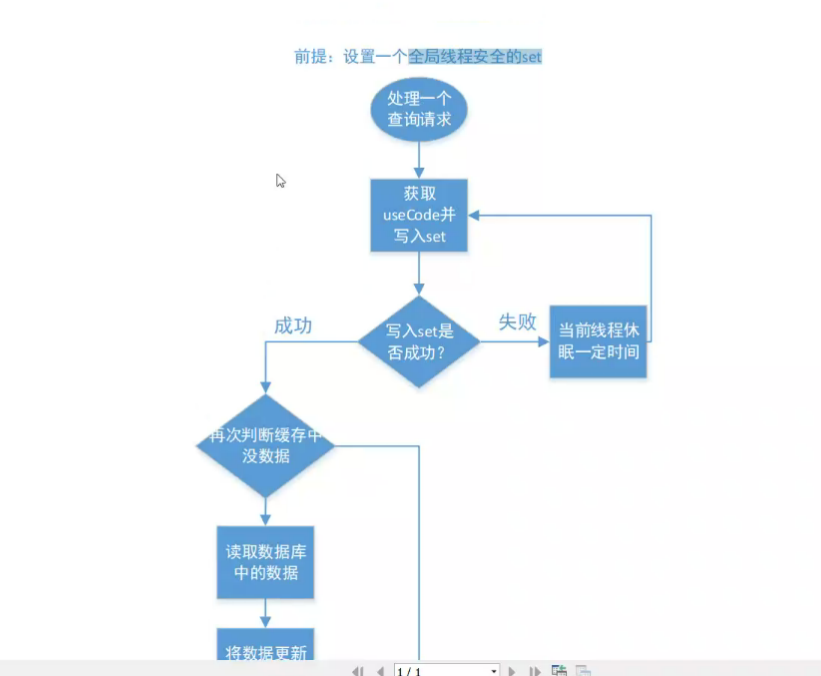 前提：设置一个全局线程安全的set
处理一个
查询请求
获取
useCode并
写入set
成功
写入set是
否成功？
失败
当前线程休
眠一定时间
再次判断缓存中
没数据
读取数据库
中的数据
将数据更新
1 / 1